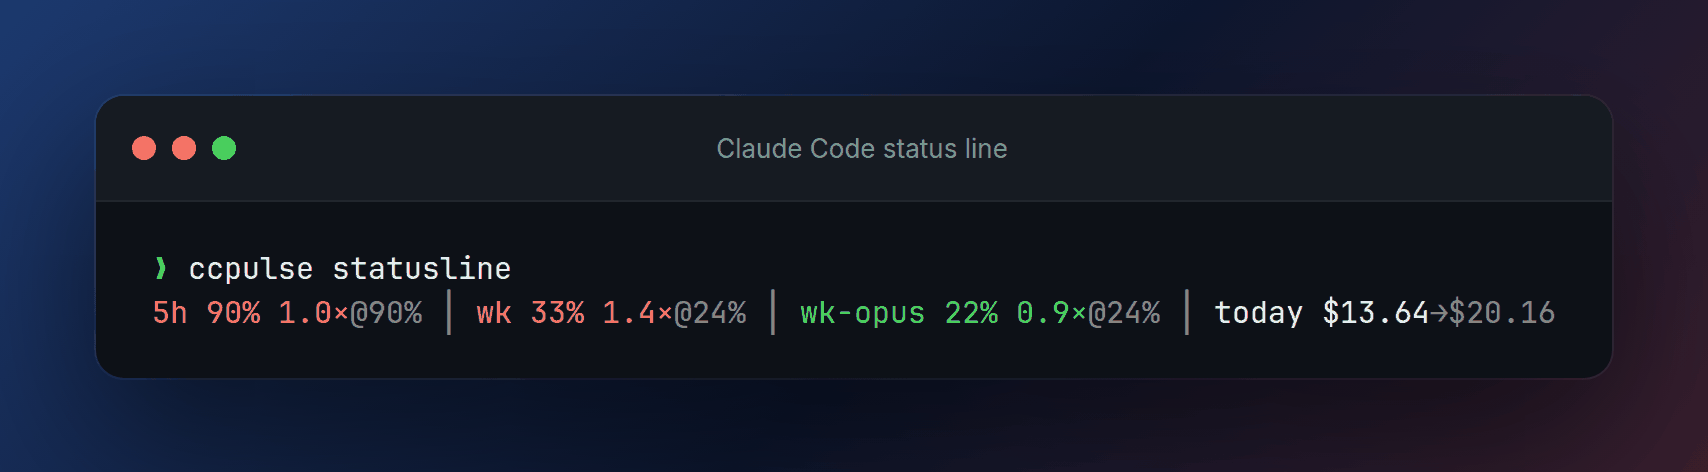 Claude Code status line
❯ ccpulse statusline
5h 90% 1.0×@90% │ wk 33% 1.4×@24% │ wk-opus 22% 0.9×@24% │ today $13.64→$20.16